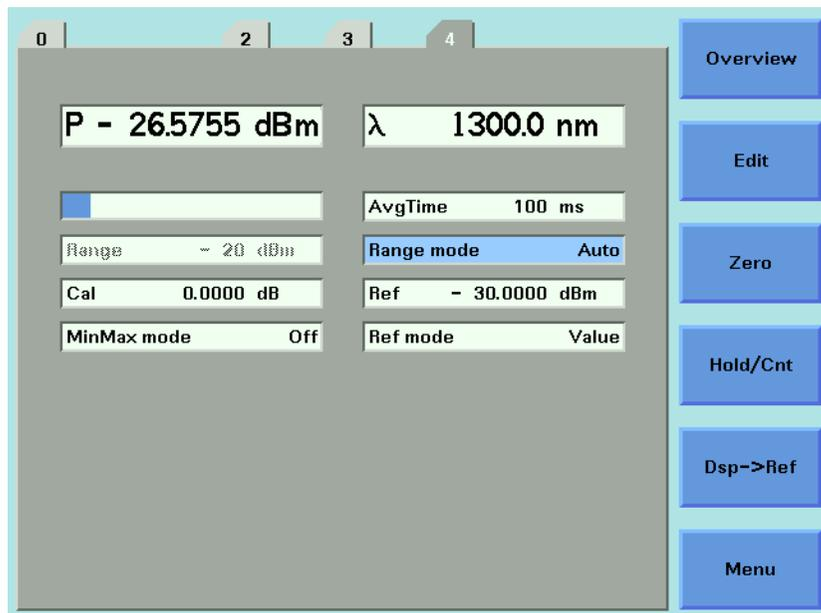 0 2 3 4
Overview
P - 26.5755 dBm λ 1300.0 nm
Edit
AvgTime 100 ms
Range - 20 dBm Range mode Auto
Zero
Cal 0.0000 dB Ref - 30.0000 dBm
MinMax mode Off Ref mode Value
Hold/Cnt
Dsp->Ref
Menu